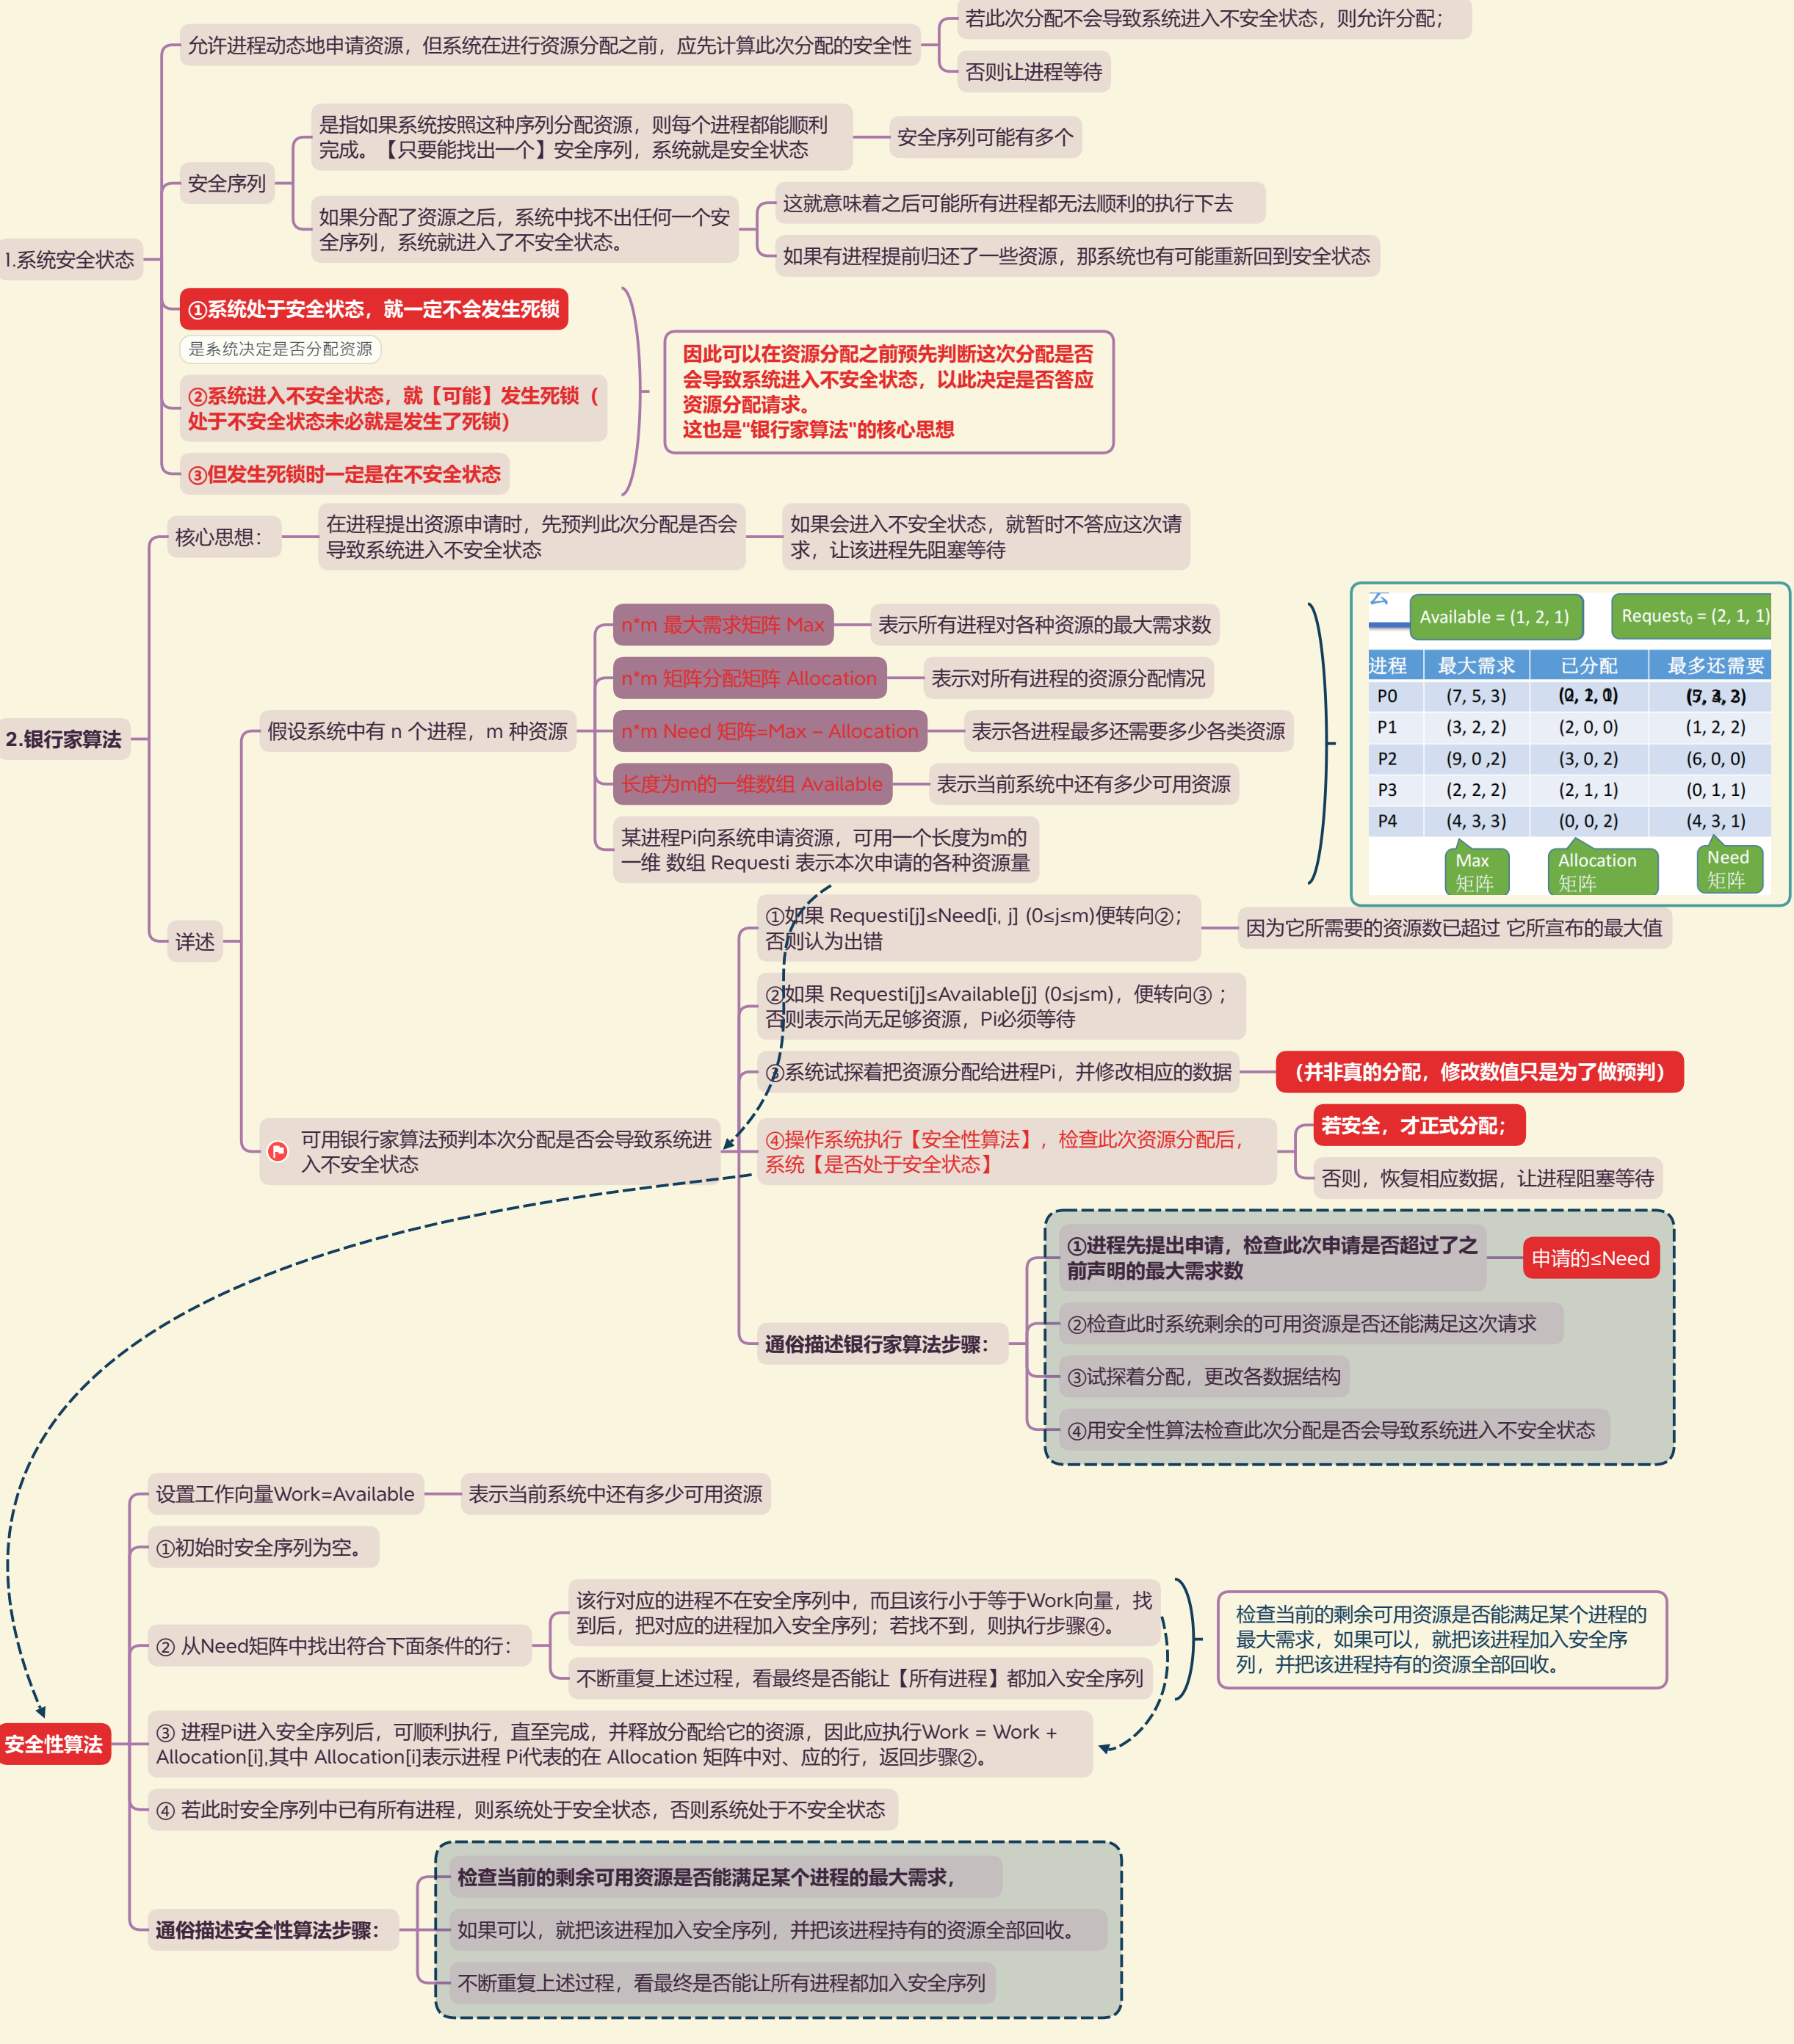 允许进程动态地申请资源，但系统在进行资源分配之前，应先计算此次分配的安全性
若此次分配不会导致系统进入不安全状态，则允许分配；
否则让进程等待
1.系统安全状态
安全序列
是指如果系统按照这种序列分配资源，则每个进程都能顺利
完成。【只要能找出一个】安全序列，系统就是安全状态
安全序列可能有多个
如果分配了资源之后，系统中找不出任何一个安
全序列，系统就进入了不安全状态。
这就意味着之后可能所有进程都无法顺利的执行下去
如果有进程提前归还了一些资源，那系统也有可能重新回到安全状态
①系统处于安全状态，就一定不会发生死锁
是系统决定是否分配资源
②系统进入不安全状态，就【可能】发生死锁（
处于不安全状态未必就是发生了死锁）
③但发生死锁时一定是在不安全状态
因此可以在资源分配之前预先判断这次分配是否
会导致系统进入不安全状态，以此决定是否答应
资源分配请求。
这也是"银行家算法"的核心思想
2.银行家算法
核心思想：
在进程提出资源申请时，先预判此次分配是否会
导致系统进入不安全状态
如果会进入不安全状态，就暂时不答应这次请
求，让该进程先阻塞等待
详述
假设系统中有 n 个进程，m 种资源
n*m 最大需求矩阵 Max
表示所有进程对各种资源的最大需求数
n*m 矩阵分配矩阵 Allocation
表示对所有进程的资源分配情况
n*m Need 矩阵=Max – Allocation
表示各进程最多还需要多少各类资源
长度为m的一维数组 Available
表示当前系统中还有多少可用资源
某进程Pi向系统申请资源，可用一个长度为m的
一维 数组 Requesti 表示本次申请的各种资源量
Available = (1, 2, 1)
Request₀ = (2, 1, 1)
进程 最大需求 已分配 最多还需要
P0 (7, 5, 3)
P1 (3, 2, 2) (2, 0, 0) (1, 2, 2)
P2 (9, 0 ,2) (3, 0, 2) (6, 0, 0)
P3 (2, 2, 2) (2, 1, 1) (0, 1, 1)
P4 (4, 3, 3) (0, 0, 2) (4, 3, 1)
Max
矩阵
Allocation
矩阵
Need
矩阵
可用银行家算法预判本次分配是否会导致系统进
入不安全状态
①如果 Requesti[j]≤Need[i, j] (0≤j≤m)便转向②；
否则认为出错
因为它所需要的资源数已超过 它所宣布的最大值
②如果 Requesti[j]≤Available[j] (0≤j≤m)，便转向③ ；
否则表示尚无足够资源，Pi必须等待
③系统试探着把资源分配给进程Pi，并修改相应的数据
（并非真的分配，修改数值只是为了做预判）
④操作系统执行【安全性算法】，检查此次资源分配后，
系统【是否处于安全状态】
若安全，才正式分配；
否则，恢复相应数据，让进程阻塞等待
通俗描述银行家算法步骤：
①进程先提出申请，检查此次申请是否超过了之
前声明的最大需求数
申请的≤Need
②检查此时系统剩余的可用资源是否还能满足这次请求
③试探着分配，更改各数据结构
④用安全性算法检查此次分配是否会导致系统进入不安全状态
安全性算法
设置工作向量Work=Available
表示当前系统中还有多少可用资源
①初始时安全序列为空。
② 从Need矩阵中找出符合下面条件的行：
该行对应的进程不在安全序列中，而且该行小于等于Work向量，找
到后，把对应的进程加入安全序列；若找不到，则执行步骤④。
不断重复上述过程，看最终是否能让【所有进程】都加入安全序列
检查当前的剩余可用资源是否能满足某个进程的
最大需求，如果可以，就把该进程加入安全序
列，并把该进程持有的资源全部回收。
③ 进程Pi进入安全序列后，可顺利执行，直至完成，并释放分配给它的资源，因此应执行Work = Work +
Allocation[i],其中 Allocation[i]表示进程 Pi代表的在 Allocation 矩阵中对、应的行，返回步骤②。
④ 若此时安全序列中已有所有进程，则系统处于安全状态，否则系统处于不安全状态
通俗描述安全性算法步骤：
检查当前的剩余可用资源是否能满足某个进程的最大需求，
如果可以，就把该进程加入安全序列，并把该进程持有的资源全部回收。
不断重复上述过程，看最终是否能让所有进程都加入安全序列